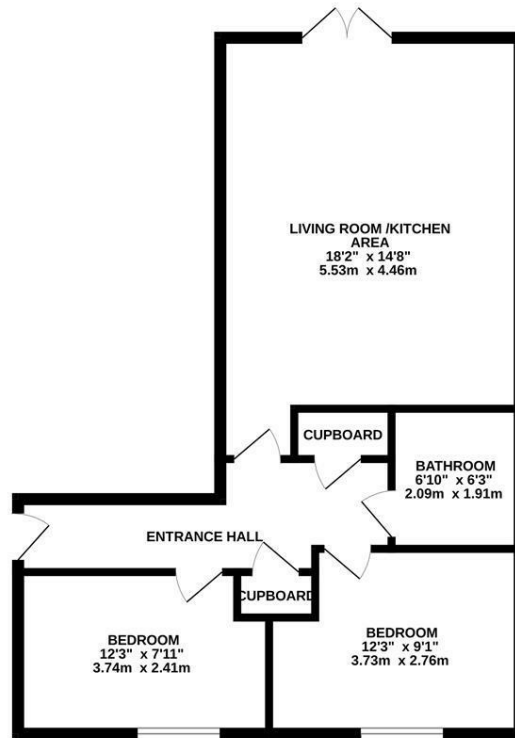 LIVING ROOM /KITCHEN
AREA
18'2" x 14'8"
5.53m x 4.46m
CUPBOARD
BATHROOM
6'10" x 6'3"
2.09m x 1.91m
ENTRANCE HALL
CUPBOARD
BEDROOM
12'3" x 7'11"
3.74m x 2.41m
BEDROOM
12'3" x 9'1"
3.73m x 2.76m